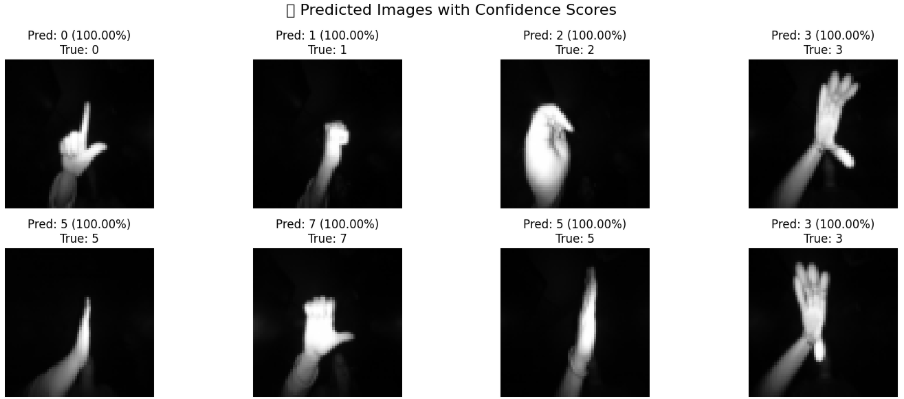 Predicted Images with Confidence Scores
Pred: 0 (100.00%)
True: 0
Pred: 1 (100.00%)
True: 1
Pred: 2 (100.00%)
True: 2
Pred: 3 (100.00%)
True: 3
Pred: 5 (100.00%)
True: 5
Pred: 7 (100.00%)
True: 7
Pred: 5 (100.00%)
True: 5
Pred: 3 (100.00%)
True: 3